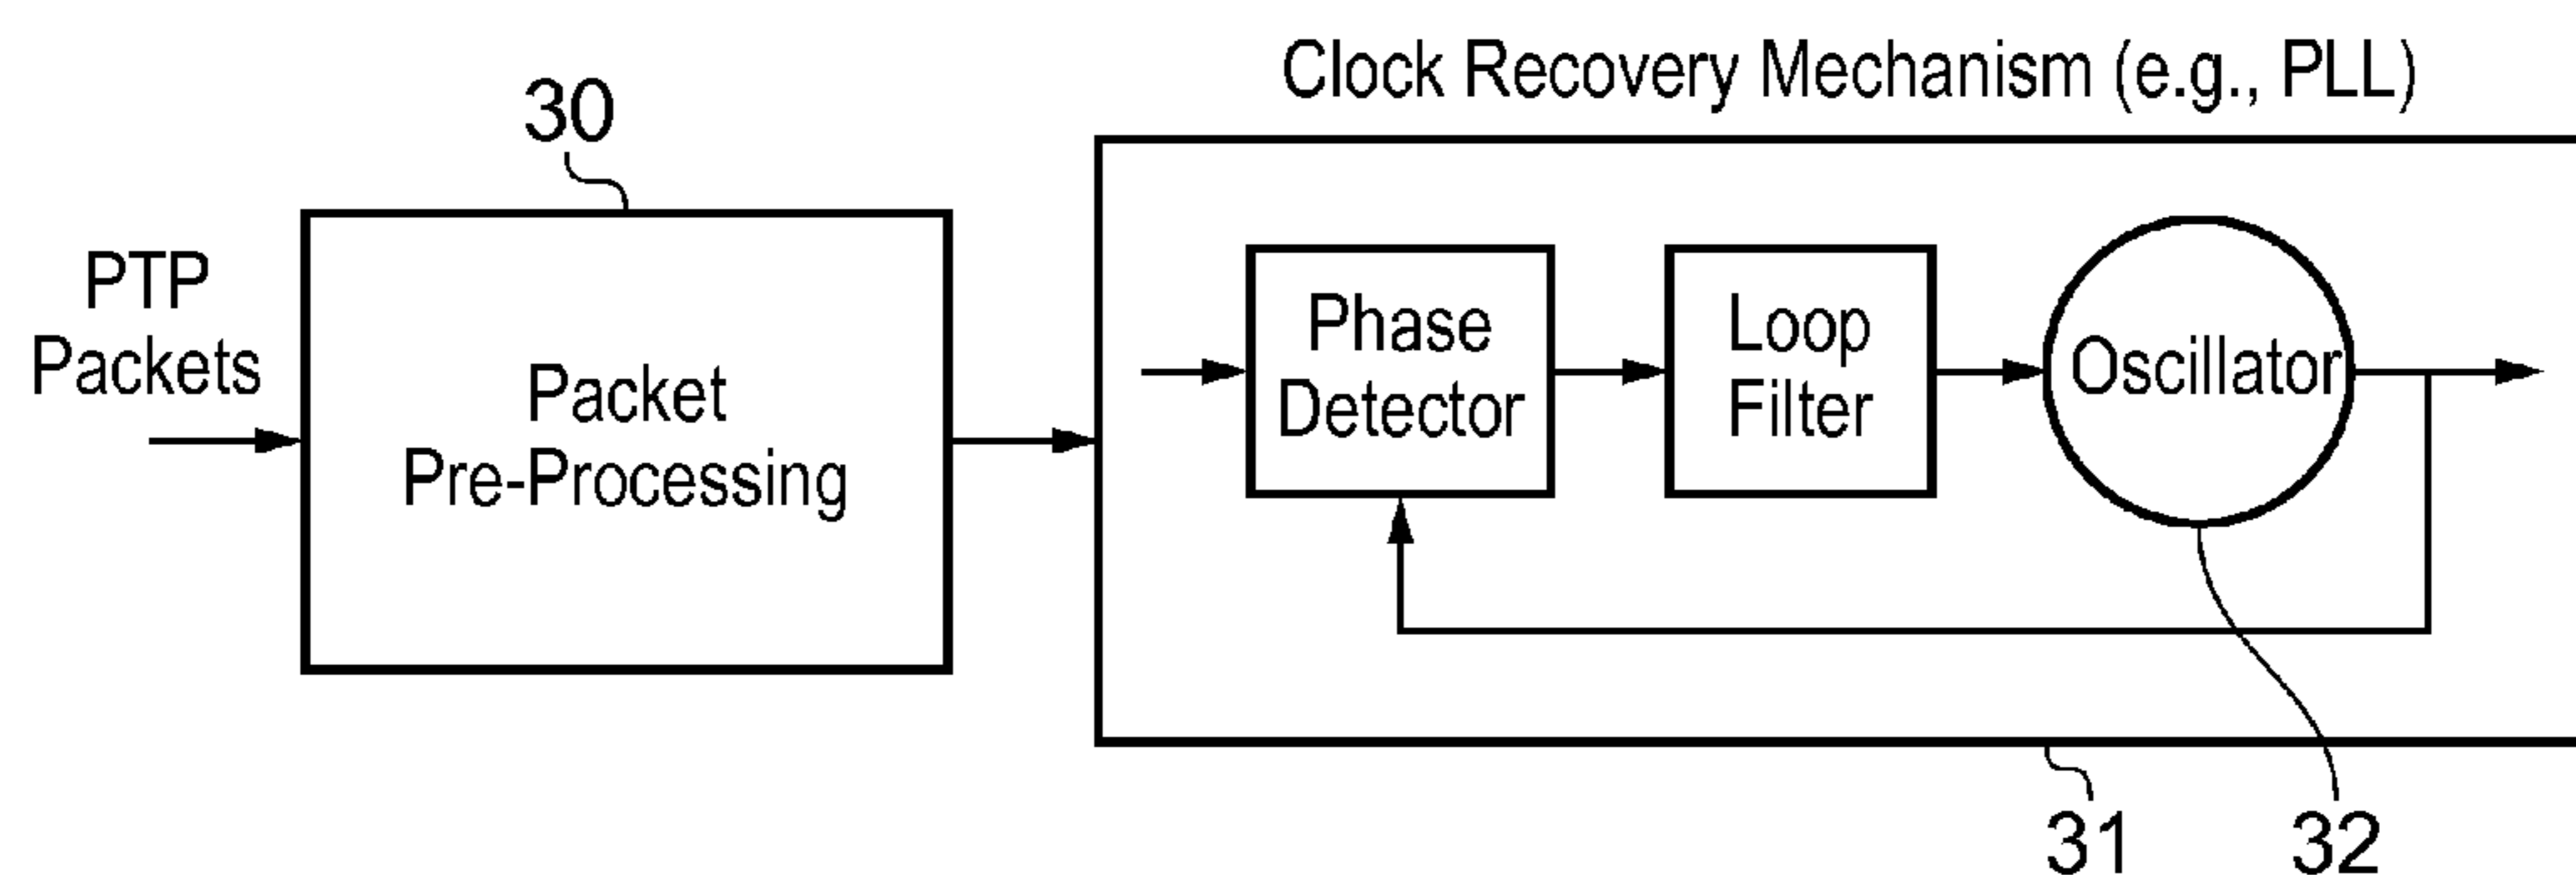 Clock Recovery Mechanism (e.g., PLL)
30
PTP
Packets
Packet
Pre-Processing
Phase
Detector
Loop
Filter
Oscillator
31
32